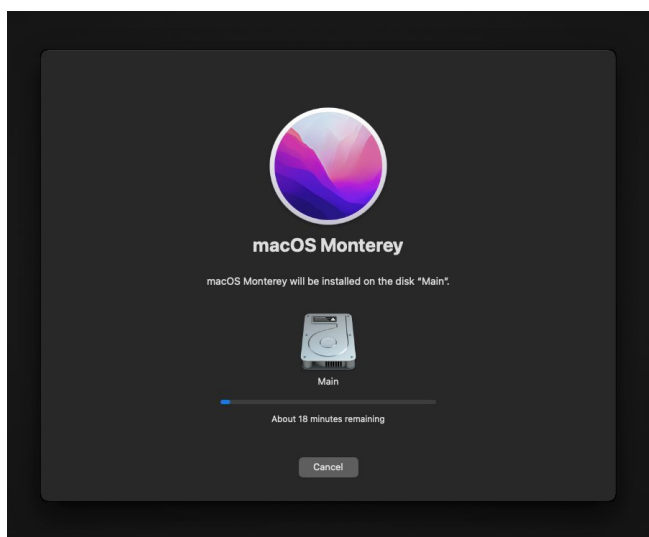 macOS Monterey
macOS Monterey will be installed on the disk “Main”.
Main
About 18 minutes remaining
Cancel